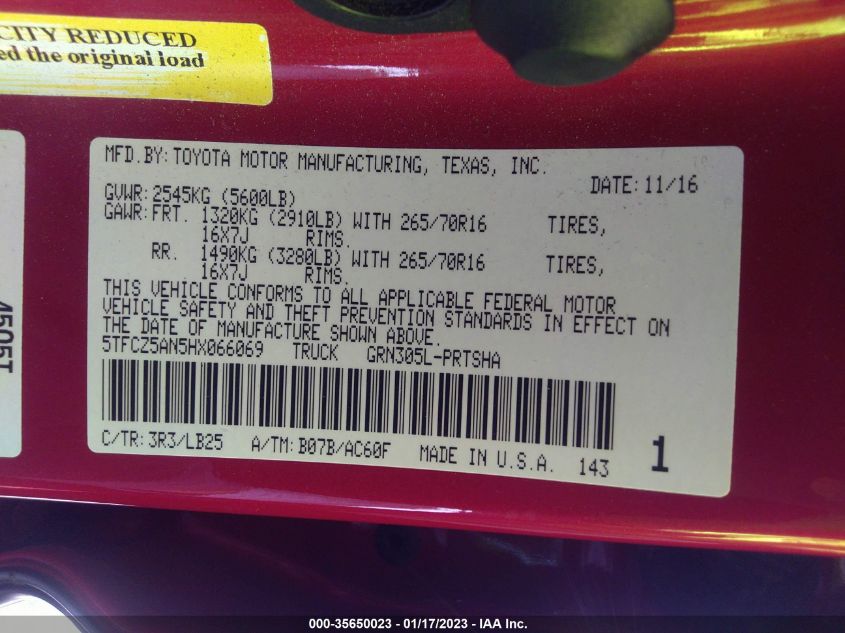 CITY REDUCED
ed the original load
4505T
MFD.BY:TOYOTA MOTOR MANUFACTURING, TEXAS, INC.
DATE:11/16
GVWR:2545KG (5600LB)
GAWR:FRT. 1320KG (2910LB) WITH 265/70R16 TIRES,
16X7J RIMS.
RR. 1490KG (3280LB) WITH 265/70R16 TIRES,
16X7J RIMS.
THIS VEHICLE CONFORMS TO ALL APPLICABLE FEDERAL MOTOR
VEHICLE SAFETY AND THEFT PREVENTION STANDARDS IN EFFECT ON
THE DATE OF MANUFACTURE SHOWN ABOVE.
5TFCZ5AN5HX066069 TRUCK GRN305L-PRTSHA
C/TR:3R3/LB25 A/TM:B07B/AC60F MADE IN U.S.A. 143 1
000-35650023 - 01/17/2023 - IAA Inc.